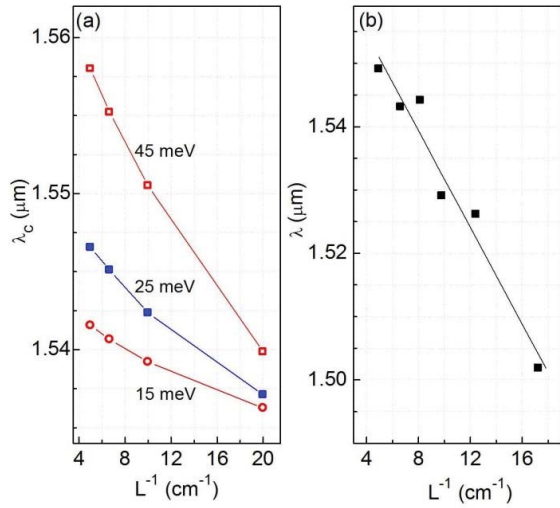 (a)
1.56
1.55
1.54
λc (μm)
45 meV
25 meV
15 meV
4 8 12 16 20
L⁻¹ (cm⁻¹)
(b)
1.54
1.52
1.50
λ (μm)
4 8 12 16
L⁻¹ (cm⁻¹)